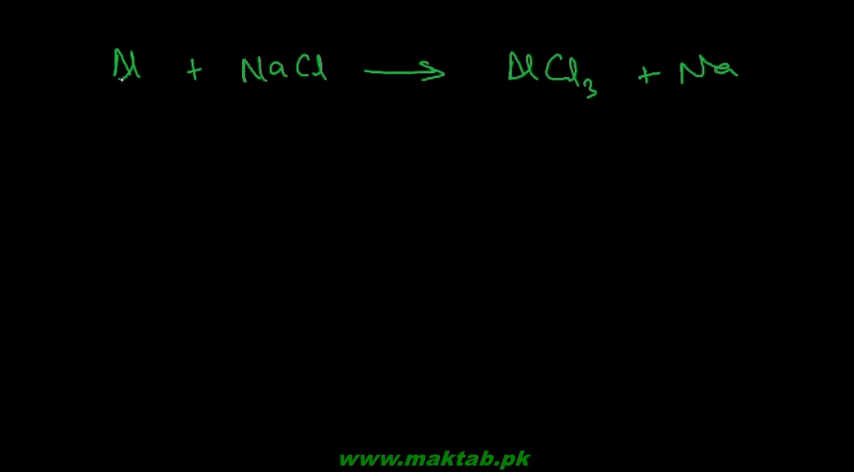 Al + NaCl → AlCl₃ + Na
www.maktab.pk